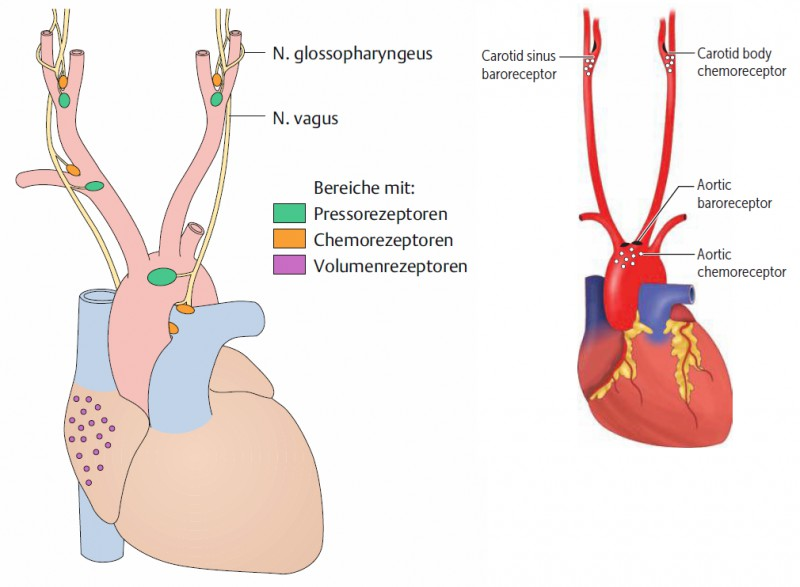 N. glossopharyngeus
N. vagus
Bereiche mit:
Pressorezeptoren
Chemorezeptoren
Volumenrezeptoren
Carotid sinus
baroreceptor
Carotid body
chemoreceptor
Aortic
baroreceptor
Aortic
chemoreceptor